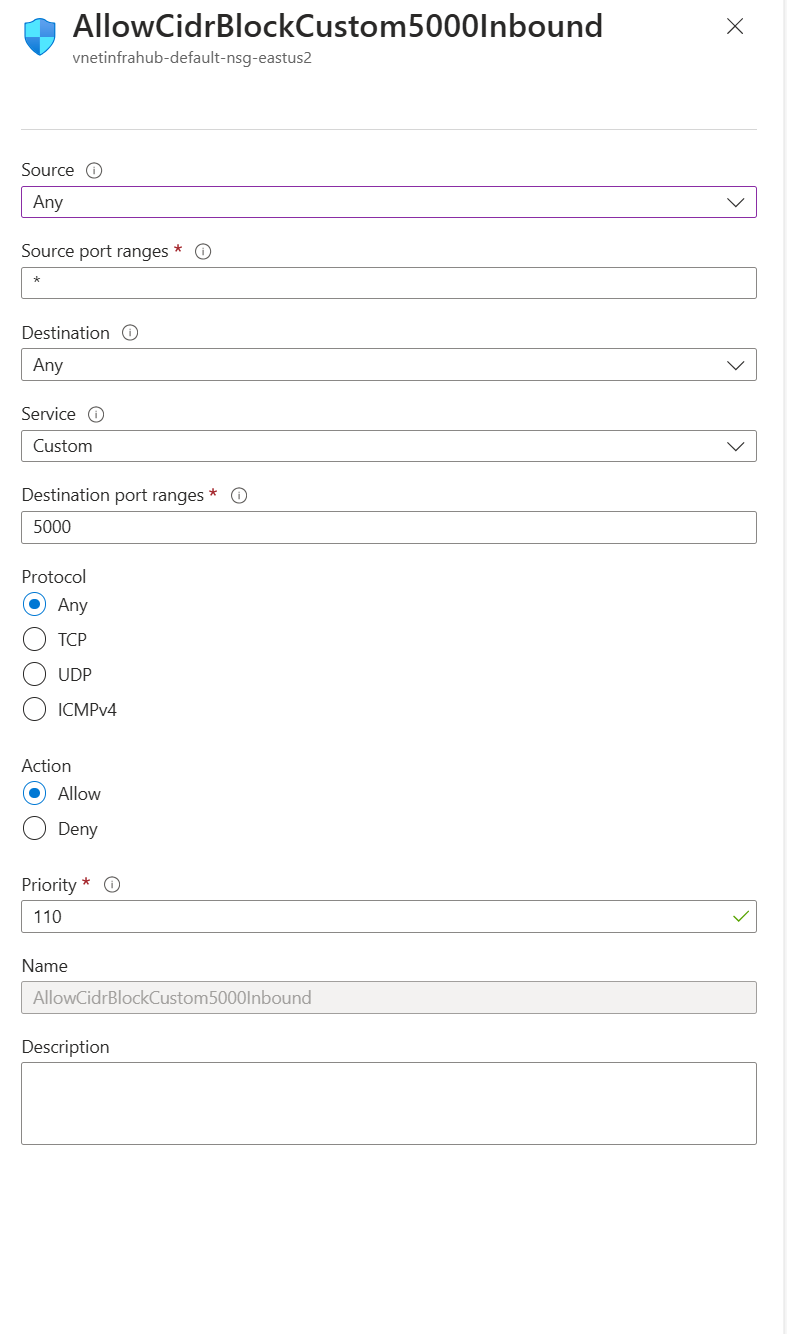 AllowCidrBlockCustom5000Inbound
vnetinfrahub-default-nsg-eastus2
Source
Any
Source port ranges *
*
Destination
Any
Service
Custom
Destination port ranges *
5000
Protocol
Any
TCP
UDP
ICMPv4
Action
Allow
Deny
Priority *
110
Name
AllowCidrBlockCustom5000Inbound
Description